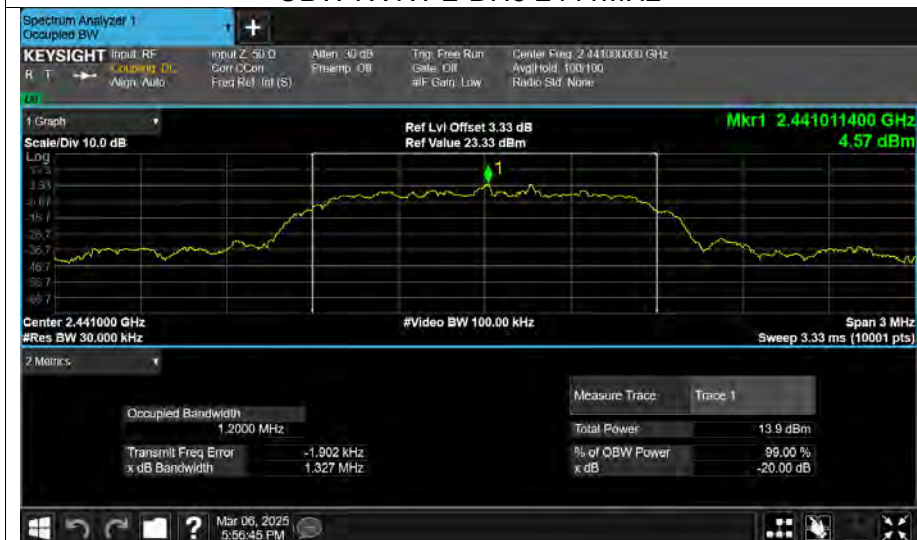 Spectrum Analyzer 1
Occupied BW
KEYSIGHT Input: RF
R T
Coupling: DC
Align: Auto
Input Z: 50 Ω
Corr CCorr
Freq Ref: Int (S)
Atten: 30 dB
Preamp: Off
Trig: Free Run
Gate: Off
#IF Gain: Low
Center Freq: 2.441000000 GHz
Avg|Hold: 100/100
Radio Std: None
1 Graph
Scale/Div 10.0 dB
Log
Ref Lvl Offset 3.33 dB
Ref Value 23.33 dBm
Mkr1 2.441011400 GHz
4.57 dBm
1
3.33
-16.7
-26.7
-36.7
-46.7
-56.7
-66.7
Center 2.441000 GHz
#Res BW 30.000 kHz
#Video BW 100.00 kHz
Span 3 MHz
Sweep 3.33 ms (10001 pts)
2 Metrics
Measure Trace Trace 1
Occupied Bandwidth
1.2000 MHz
Total Power 13.9 dBm
Transmit Freq Error -1.902 kHz
% of OBW Power 99.00 %
x dB Bandwidth 1.327 MHz
x dB -20.00 dB
?
Mar 06, 2025
5:56:45 PM